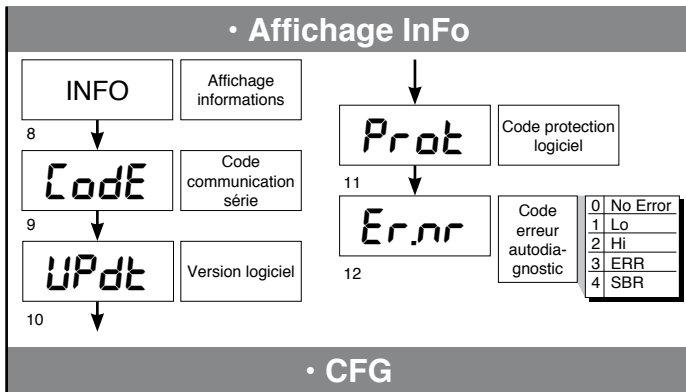 • Affichage InFo
INFO
Affichage
informations
8
CodE
Code
communication
série
9
UPdt
Version logiciel
10
Prot
Code protection
logiciel
11
Er.nr
Code
erreur
autodia-
gnostic
0 No Error
1 Lo
2 Hi
3 ERR
4 SBR
12
• CFG